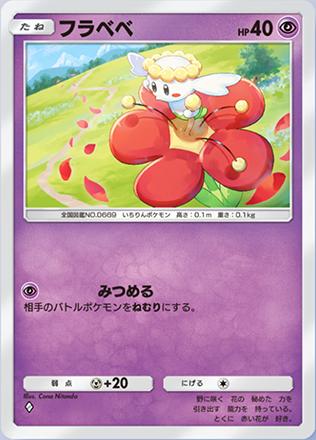 たね フラベベ HP40
全国図鑑NO.0669 いちりんポケモン 高さ：0.1m 重さ：0.1kg
みつめる
相手のバトルポケモンをねむりにする。
弱点 +20 にげる
Illus. Cona Nitanda
野に咲く 花の 秘めた 力を
引き出す 能力を 持っている。
とくに 赤い花が 好き。